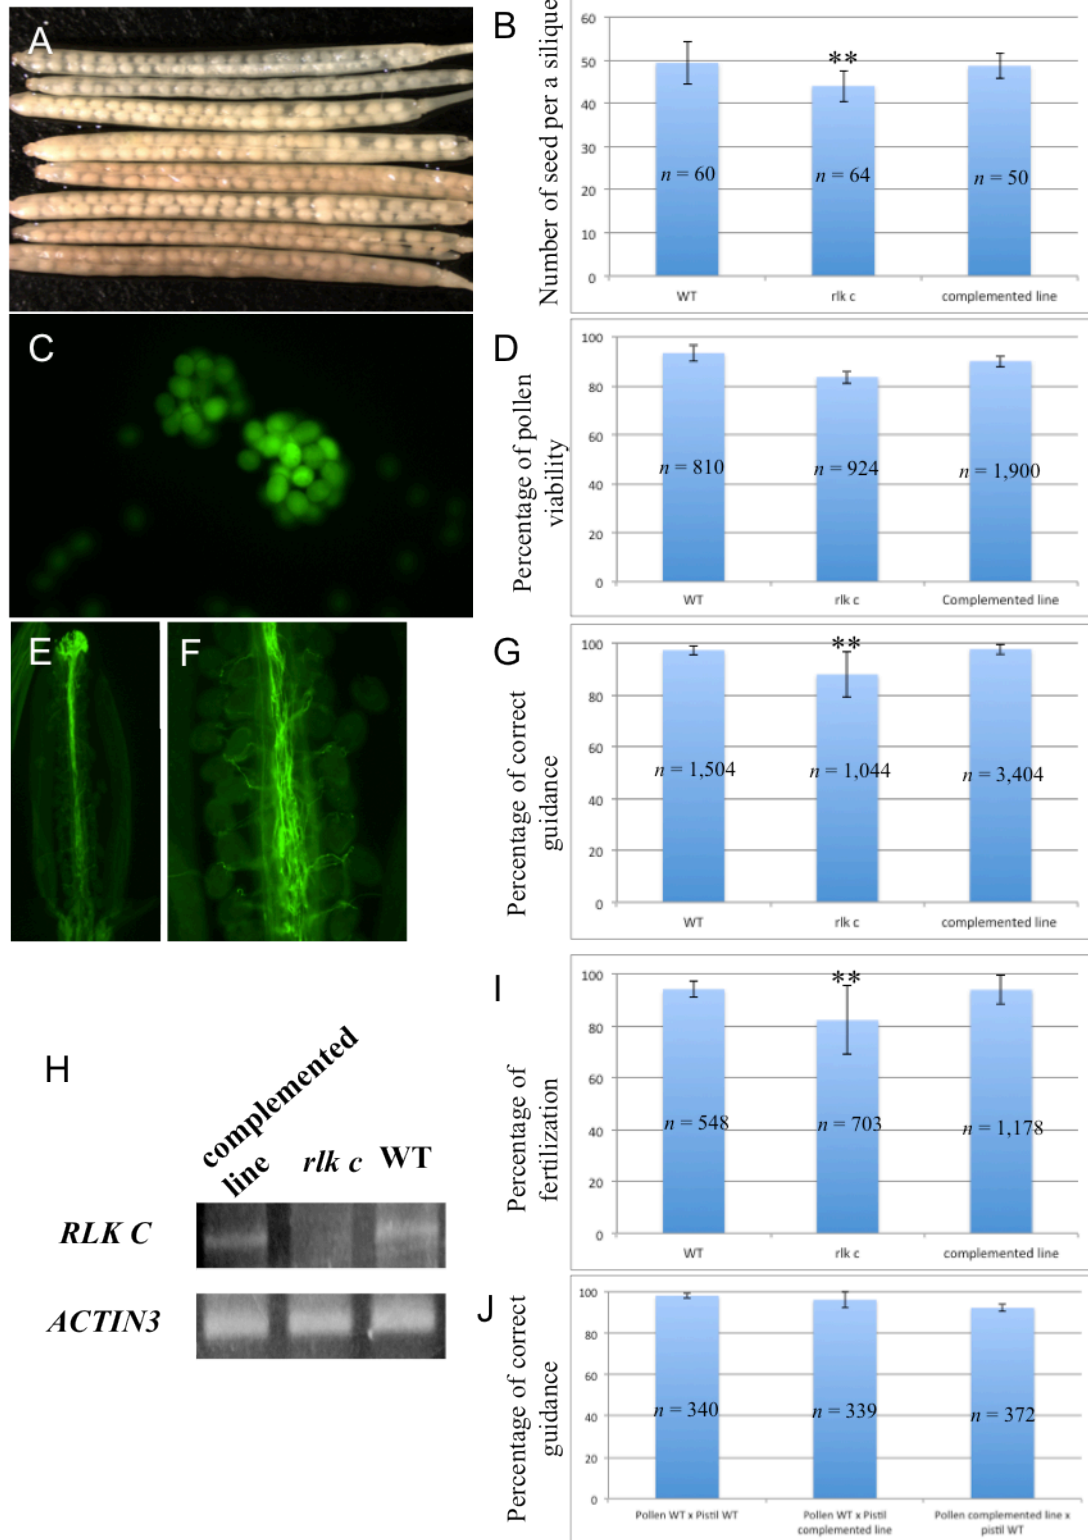 A
B
Number of seed per a silique
60
50
40
30
20
10
0
**
n = 60
n = 64
n = 50
WT
rlk c
complemented line
C
D
Percentage of pollen
viability
100
80
60
40
20
0
n = 810
n = 924
n = 1,900
WT
rlk c
Complemented line
E
F
G
Percentage of correct
guidance
100
80
60
40
20
0
**
n = 1,504
n = 1,044
n = 3,404
WT
rlk c
complemented line
H
complemented
line
rlk c
WT
RLK C
ACTIN3
I
Percentage of
fertilization
100
80
60
40
20
0
**
n = 548
n = 703
n = 1,178
WT
rlk c
complemented line
J
Percentage of correct
guidance
100
80
60
40
20
0
n = 340
n = 339
n = 372
Pollen WT x Pistil WT
Pollen WT x Pistil
complemented line
Pollen complemented line x
pistil WT